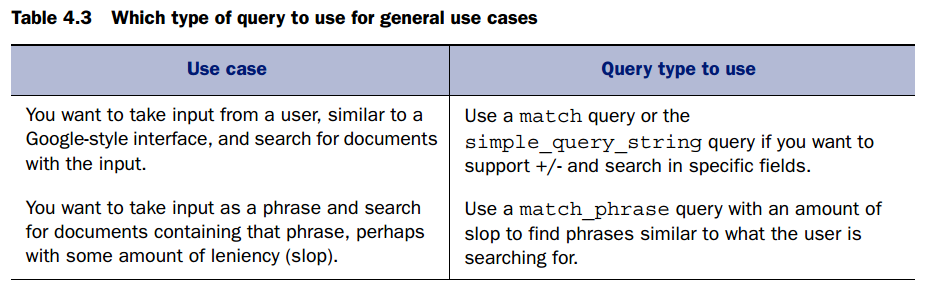 Table 4.3 Which type of query to use for general use cases
Use case
Query type to use
You want to take input from a user, similar to a
Google-style interface, and search for documents
with the input.
Use a match query or the
simple_query_string query if you want to
support +/- and search in specific fields.
You want to take input as a phrase and search
for documents containing that phrase, perhaps
with some amount of leniency (slop).
Use a match_phrase query with an amount of
slop to find phrases similar to what the user is
searching for.